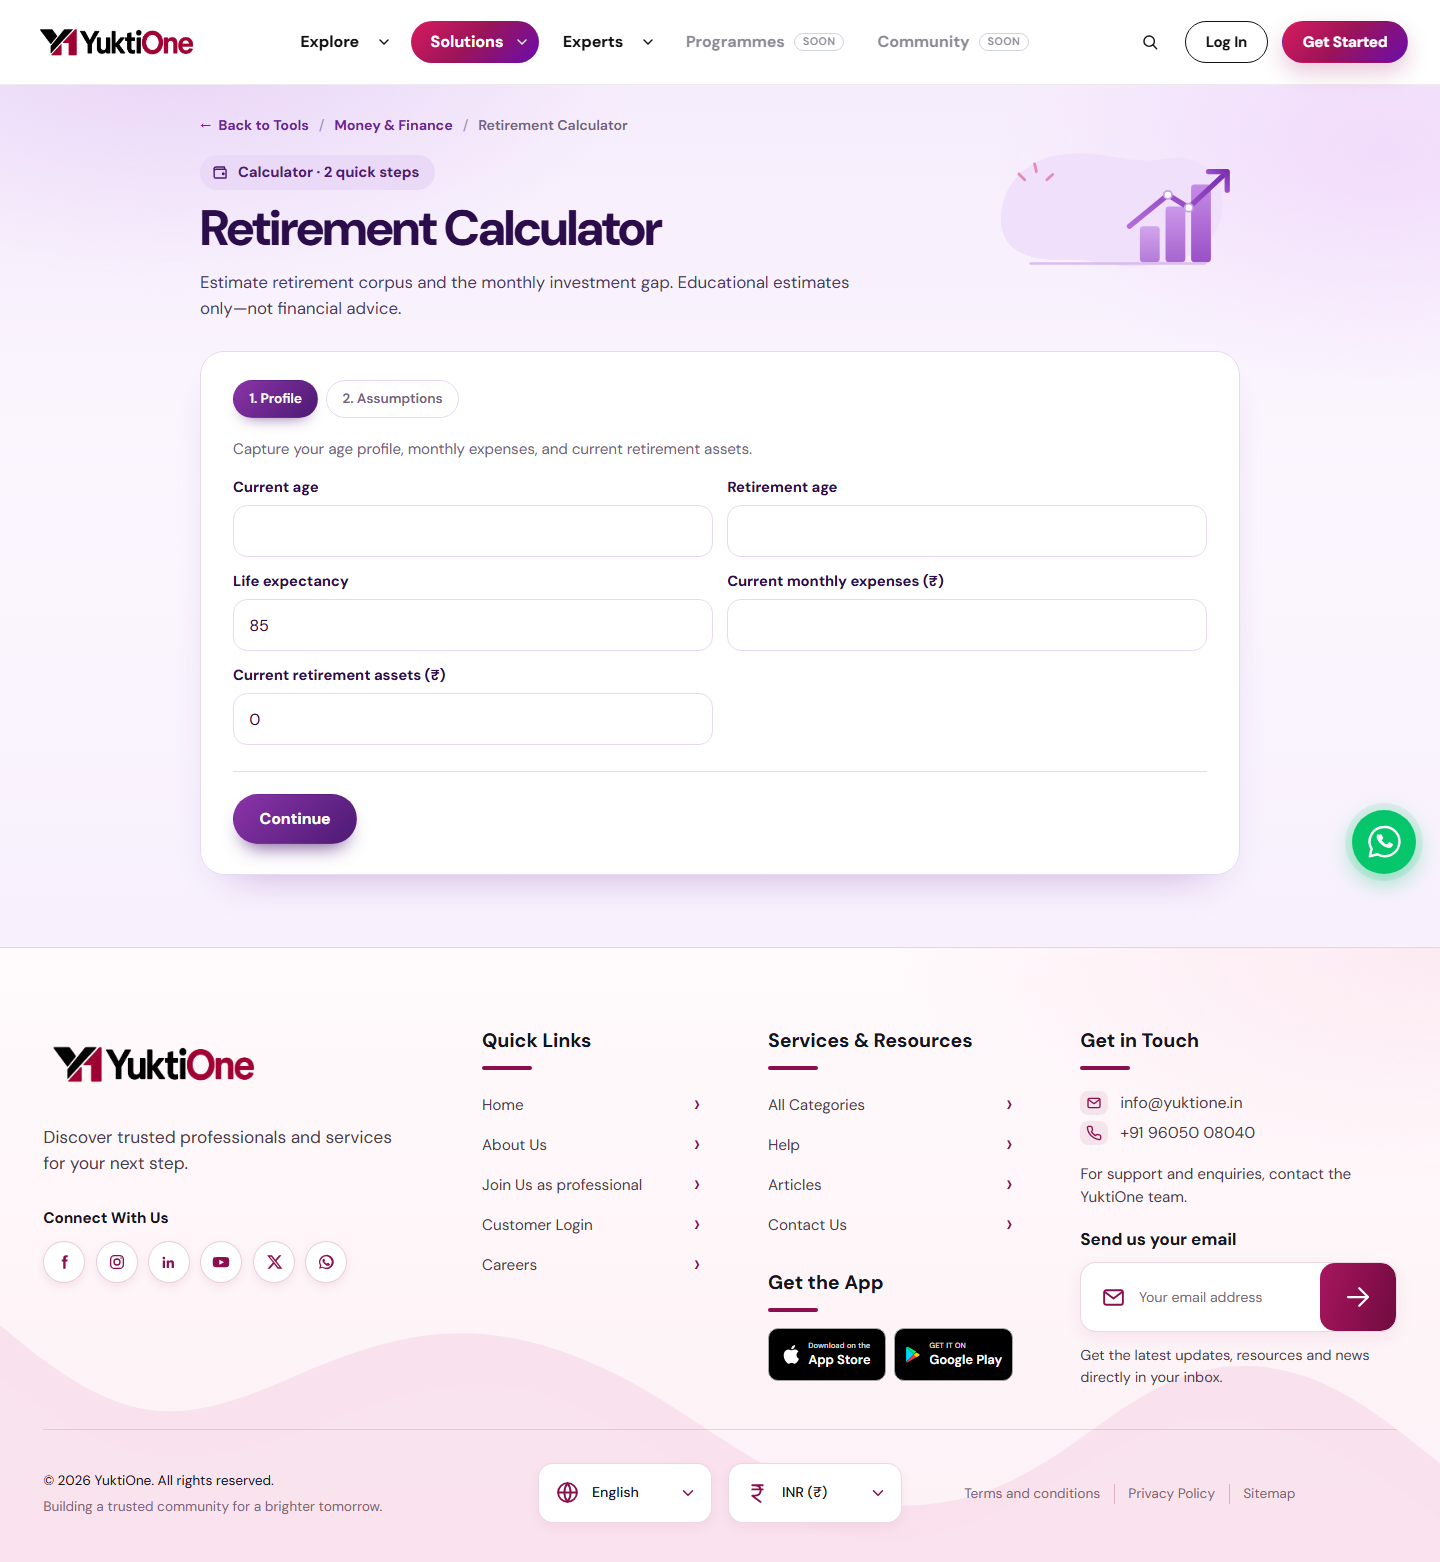 YuktiOne
Explore
Solutions
Experts
Programmes SOON
Community SOON
Log In
Get Started
← Back to Tools / Money & Finance / Retirement Calculator
Calculator · 2 quick steps
Retirement Calculator
Estimate retirement corpus and the monthly investment gap. Educational estimates
only—not financial advice.
1. Profile
2. Assumptions
Capture your age profile, monthly expenses, and current retirement assets.
Current age
Retirement age
Life expectancy
85
Current monthly expenses (₹)
Current retirement assets (₹)
0
Continue
YuktiOne
Discover trusted professionals and services
for your next step.
Connect With Us
Quick Links
Home
About Us
Join Us as professional
Customer Login
Careers
Services & Resources
All Categories
Help
Articles
Contact Us
Get the App
Download on the
App Store
GET IT ON
Google Play
Get in Touch
info@yuktione.in
+91 96050 08040
For support and enquiries, contact the
YuktiOne team.
Send us your email
Your email address
Get the latest updates, resources and news
directly in your inbox.
© 2026 YuktiOne. All rights reserved.
Building a trusted community for a brighter tomorrow.
English
₹ INR (₹)
Terms and conditions
Privacy Policy
Sitemap